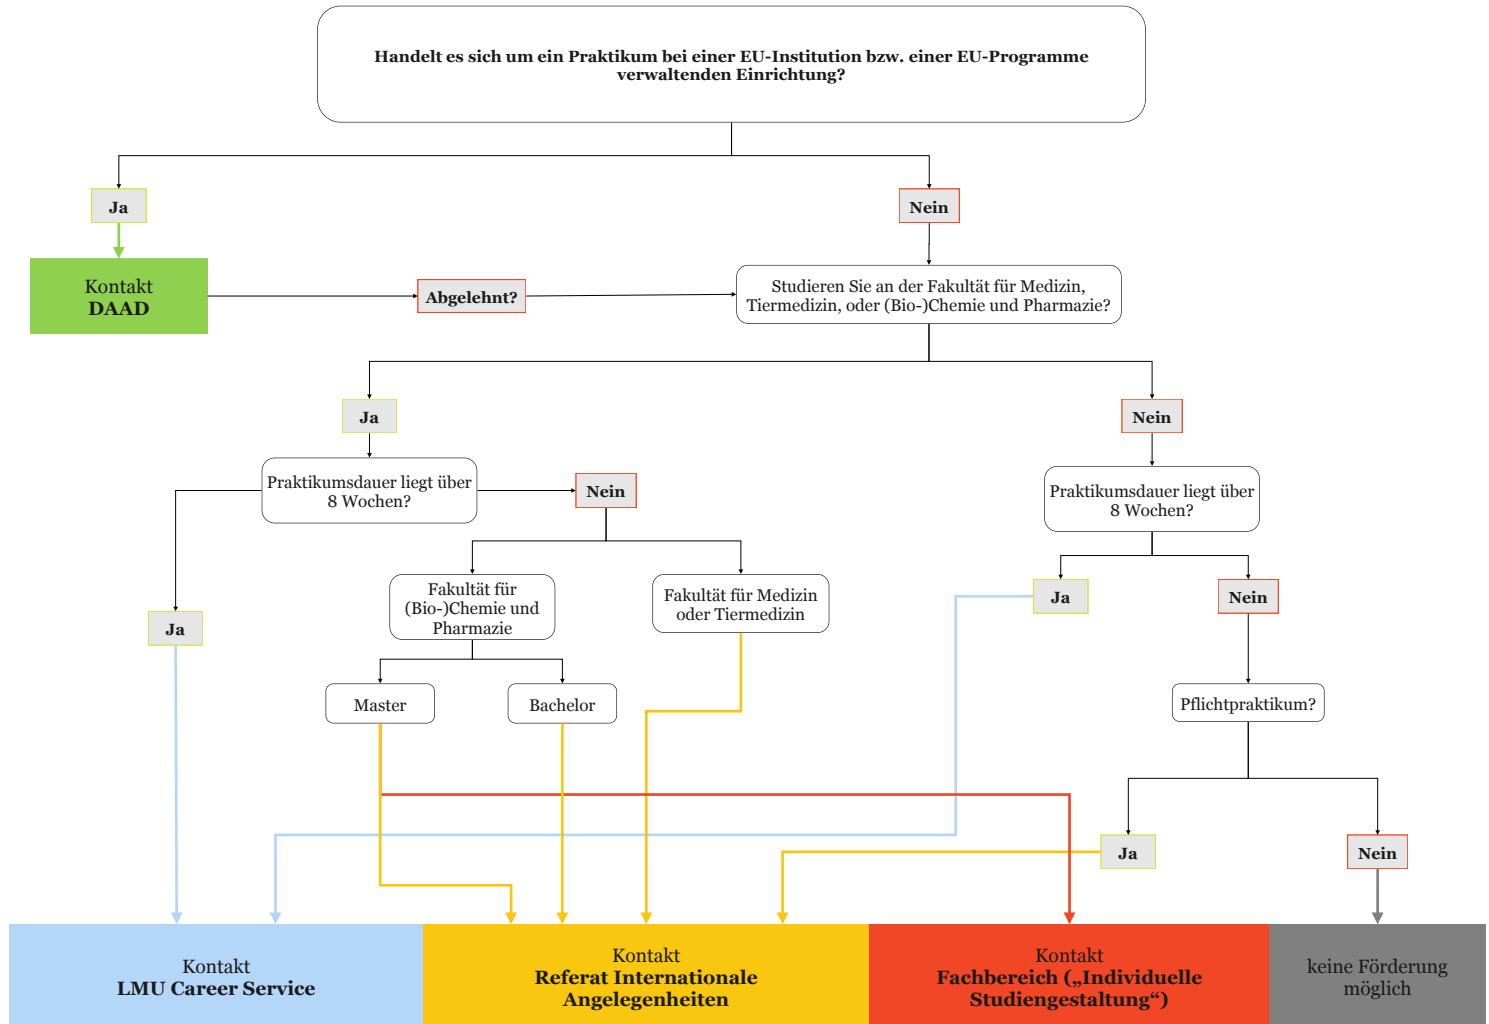 Handelt es sich um ein Praktikum bei einer EU-Institution bzw. einer EU-Programme
verwaltenden Einrichtung?
Ja
Nein
Kontakt
DAAD
Abgelehnt?
Studieren Sie an der Fakultät für Medizin,
Tiermedizin, oder (Bio-)Chemie und Pharmazie?
Ja
Nein
Praktikumsdauer liegt über
8 Wochen?
Nein
Praktikumsdauer liegt über
8 Wochen?
Fakultät für
(Bio-)Chemie und
Pharmazie
Fakultät für Medizin
oder Tiermedizin
Ja
Nein
Ja
Master
Bachelor
Pflichtpraktikum?
Ja
Nein
Kontakt
LMU Career Service
Kontakt
Referat Internationale
Angelegenheiten
Kontakt
Fachbereich („Individuelle
Studiengestaltung“)
keine Förderung
möglich